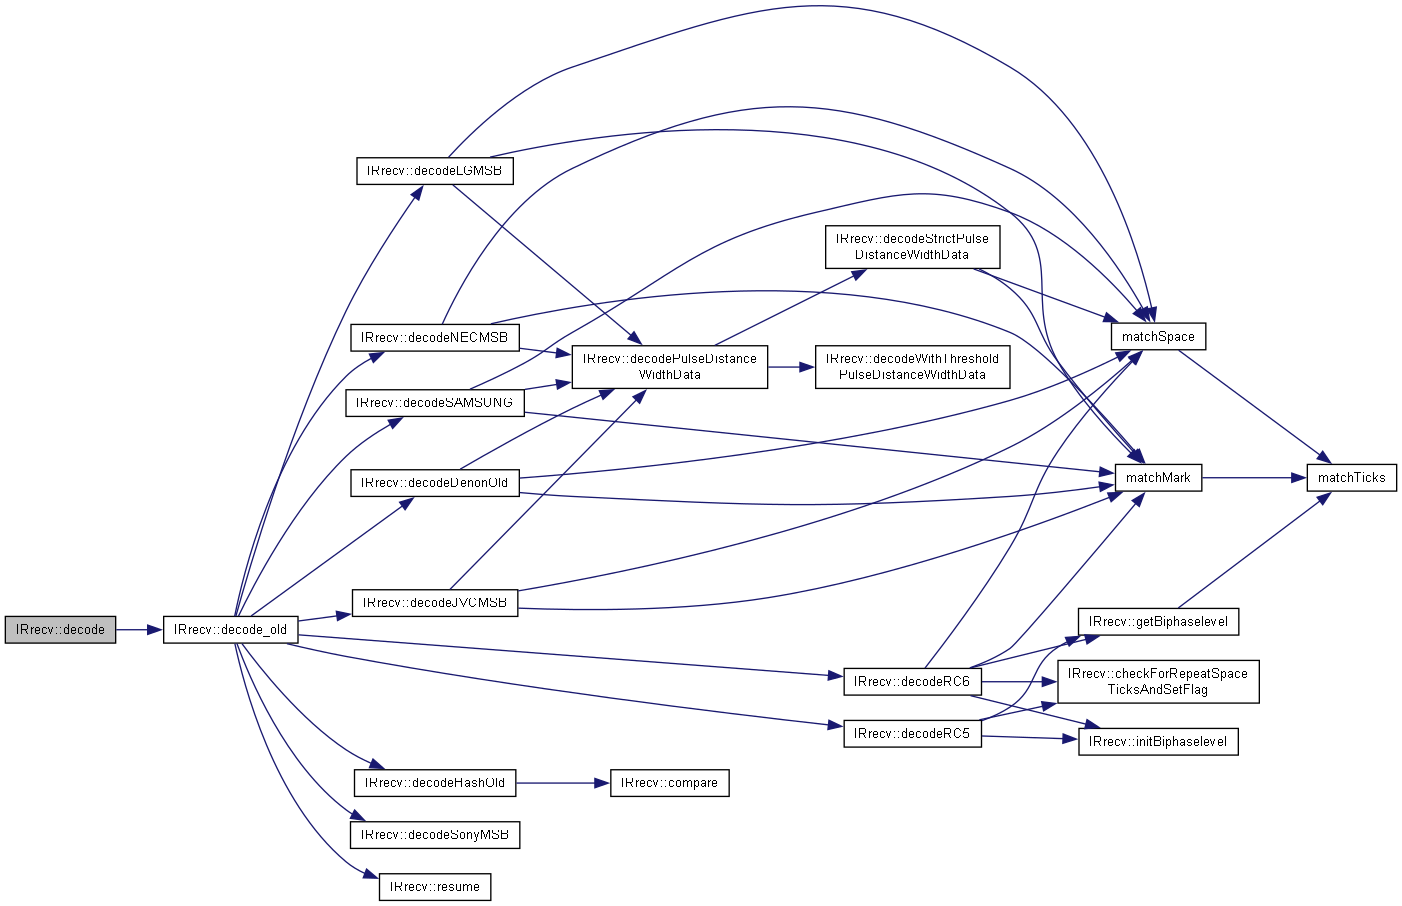 IRrecv::decodeLGMSB
IRrecv::decodeStrictPulse
DistanceWidthData
IRrecv::decodeNECMSB
matchSpace
IRrecv::decodePulseDistance
WidthData
IRrecv::decodeWithThreshold
PulseDistanceWidthData
IRrecv::decodeSAMSUNG
IRrecv::decodeDenonOld
matchMark
matchTicks
IRrecv::decodeJVCMSB
IRrecv::decode
IRrecv::decode_old
IRrecv::getBiphaselevel
IRrecv::decodeRC6
IRrecv::checkForRepeatSpace
TicksAndSetFlag
IRrecv::decodeRC5
IRrecv::initBiphaselevel
IRrecv::decodeHashOld
IRrecv::compare
IRrecv::decodeSonyMSB
IRrecv::resume